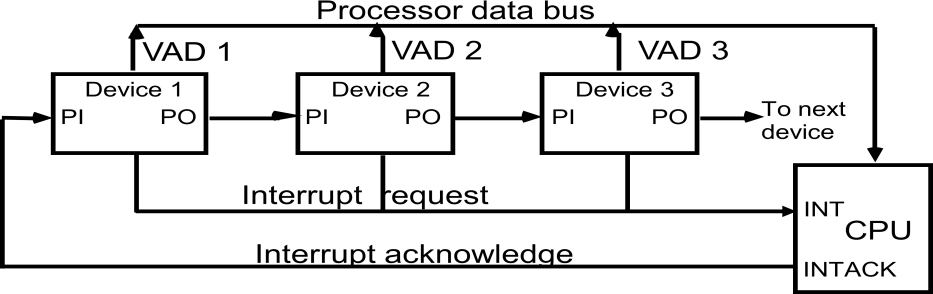 Processor data bus
VAD 1
VAD 2
VAD 3
Device 1
Device 2
Device 3
PI
PO
PI
PO
PI
PO
To next
device
Interrupt request
INT
CPU
Interrupt acknowledge
INTACK